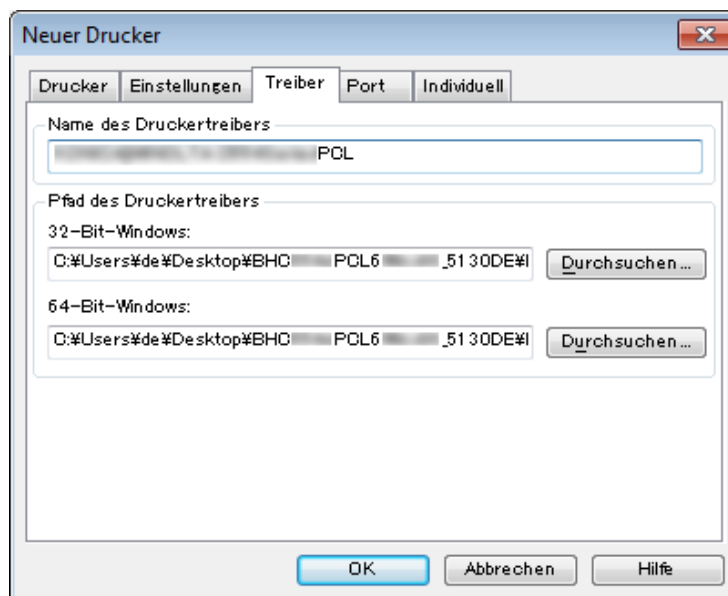 Neuer Drucker
Drucker Einstellungen Treiber Port Individuell
Name des Druckertreibers
PCL
Pfad des Druckertreibers
32-Bit-Windows:
C:¥Users¥de¥Desktop¥BHC PCL6 _5130DE¥I Durchsuchen...
64-Bit-Windows:
C:¥Users¥de¥Desktop¥BHC PCL6 _5130DE¥I Durchsuchen...
OK Abbrechen Hilfe